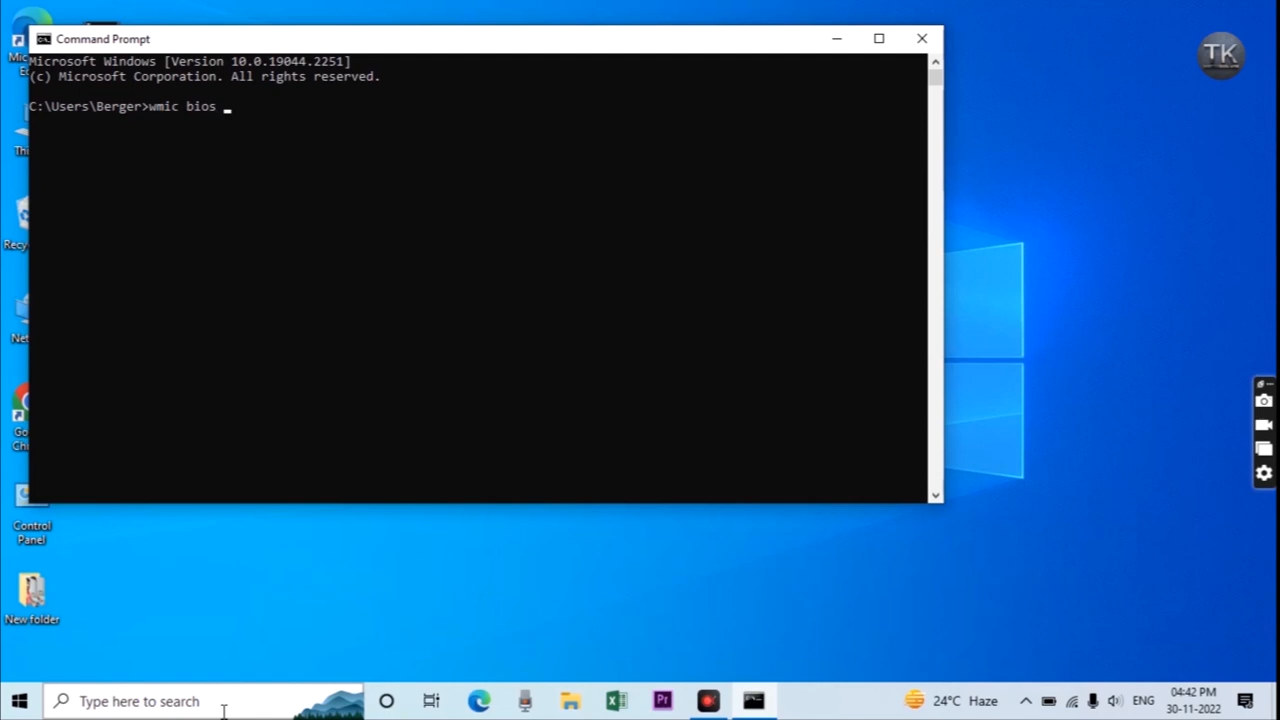 Command Prompt
Microsoft Windows [Version 10.0.19044.2251]
(c) Microsoft Corporation. All rights reserved.
C:\Users\Berger>wmic bios
TK
Control
Panel
New folder
Type here to search
Pr
24°C Haze
ENG
04:42 PM
30-11-2022